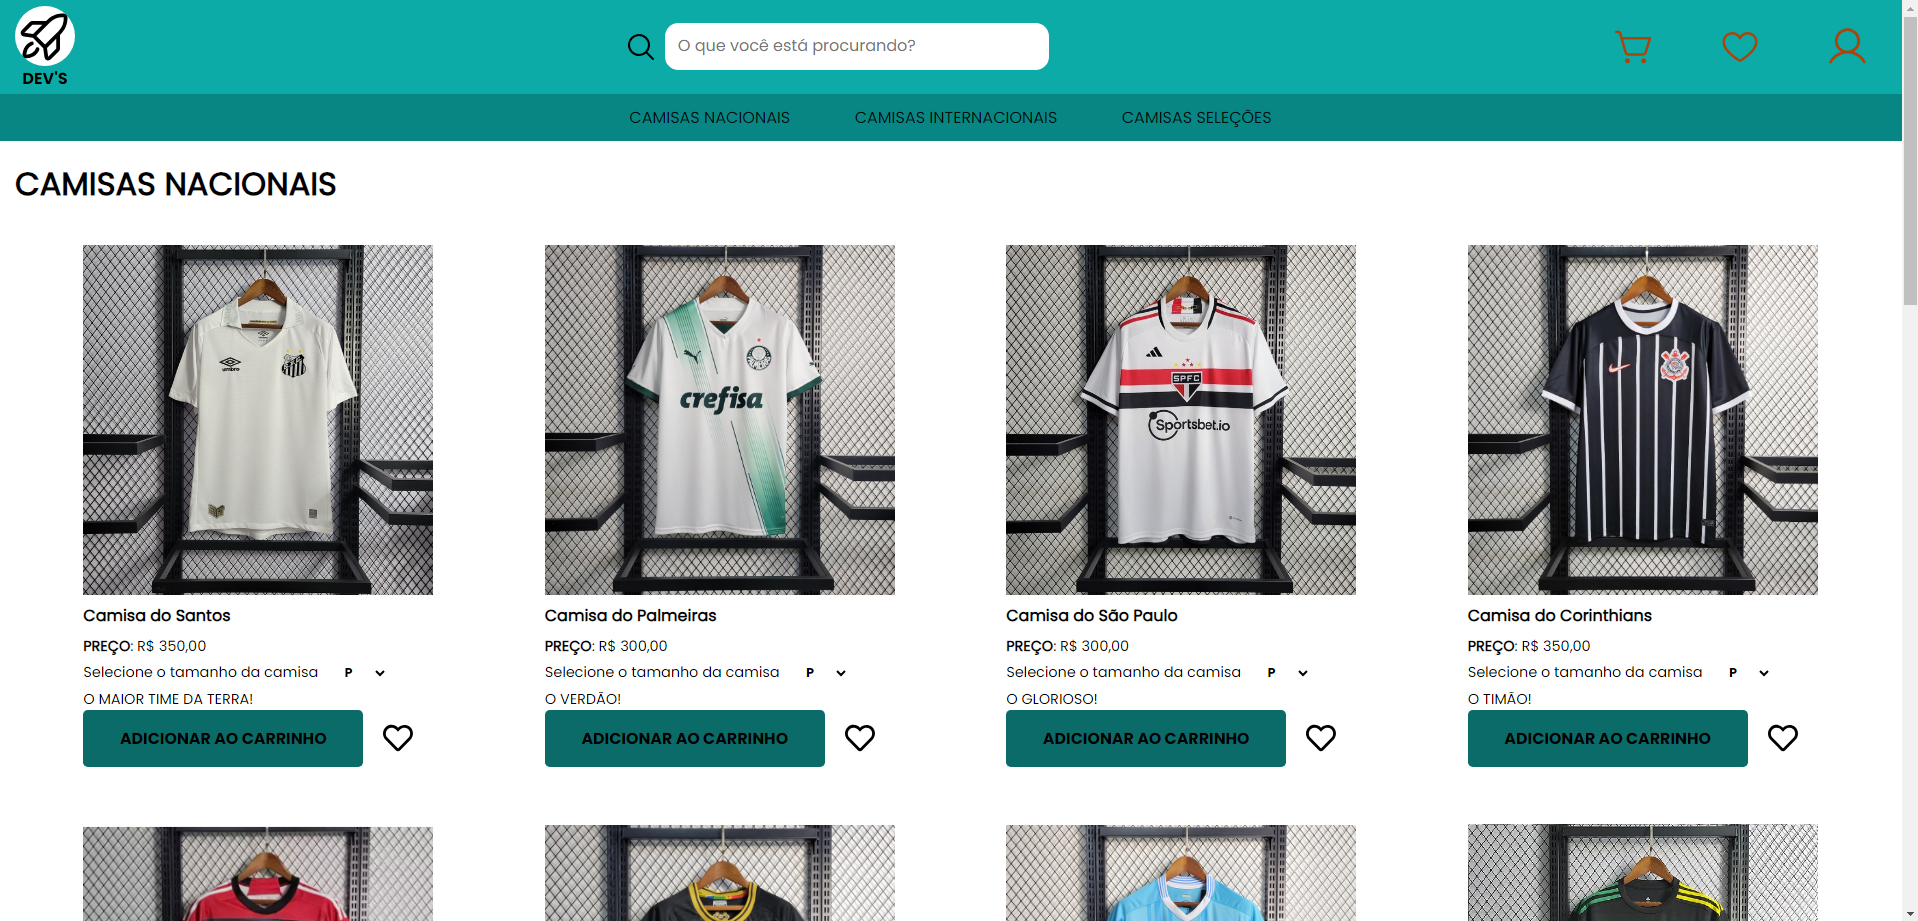 DEV'S
O que você está procurando?
CAMISAS NACIONAIS
CAMISAS INTERNACIONAIS
CAMISAS SELEÇÕES
CAMISAS NACIONAIS
umbro
crefisa
SPFC
Sportsbet.io
Camisa do Santos
PREÇO: R$ 350,00
Selecione o tamanho da camisa P
O MAIOR TIME DA TERRA!
ADICIONAR AO CARRINHO
Camisa do Palmeiras
PREÇO: R$ 300,00
Selecione o tamanho da camisa P
O VERDÃO!
ADICIONAR AO CARRINHO
Camisa do São Paulo
PREÇO: R$ 300,00
Selecione o tamanho da camisa P
O GLORIOSO!
ADICIONAR AO CARRINHO
Camisa do Corinthians
PREÇO: R$ 350,00
Selecione o tamanho da camisa P
O TIMÃO!
ADICIONAR AO CARRINHO